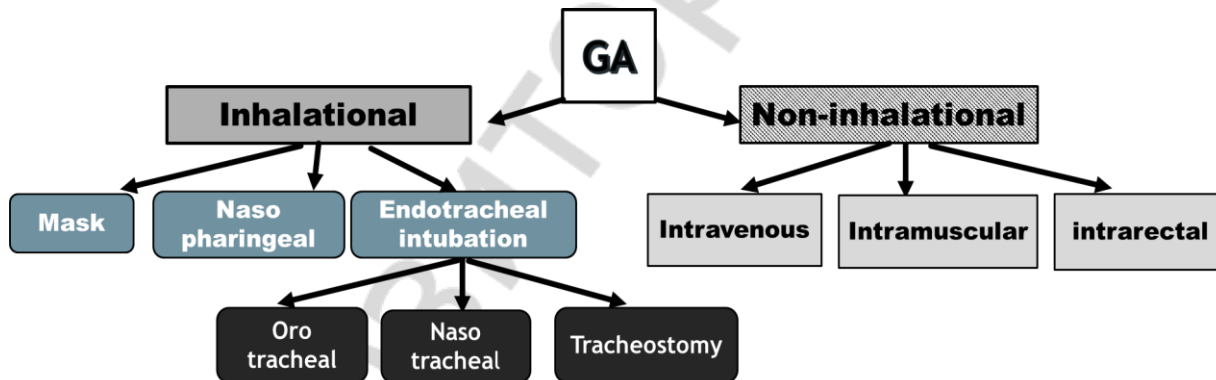 GA
Inhalational
Non-inhalational
Mask
Naso
pharingeal
Endotracheal
intubation
Intravenous
Intramuscular
intrarectal
Oro
tracheal
Naso
tracheal
Tracheostomy